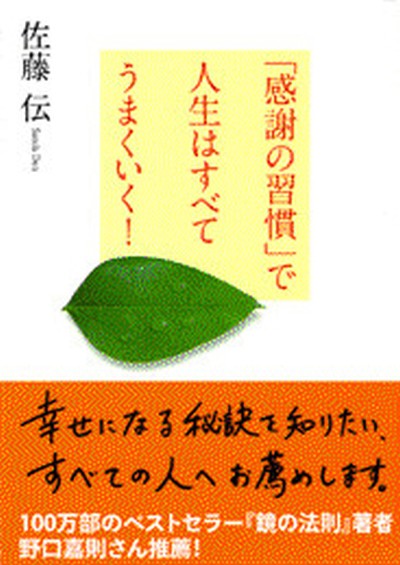 「感謝の習慣」で
人生はすべて
うまくいく!
佐藤 伝
Satoh Den
幸せになる秘訣を知りたい、
すべての人へお薦めします。
100万部のベストセラー『鏡の法則』著者
野口嘉則さん推薦!